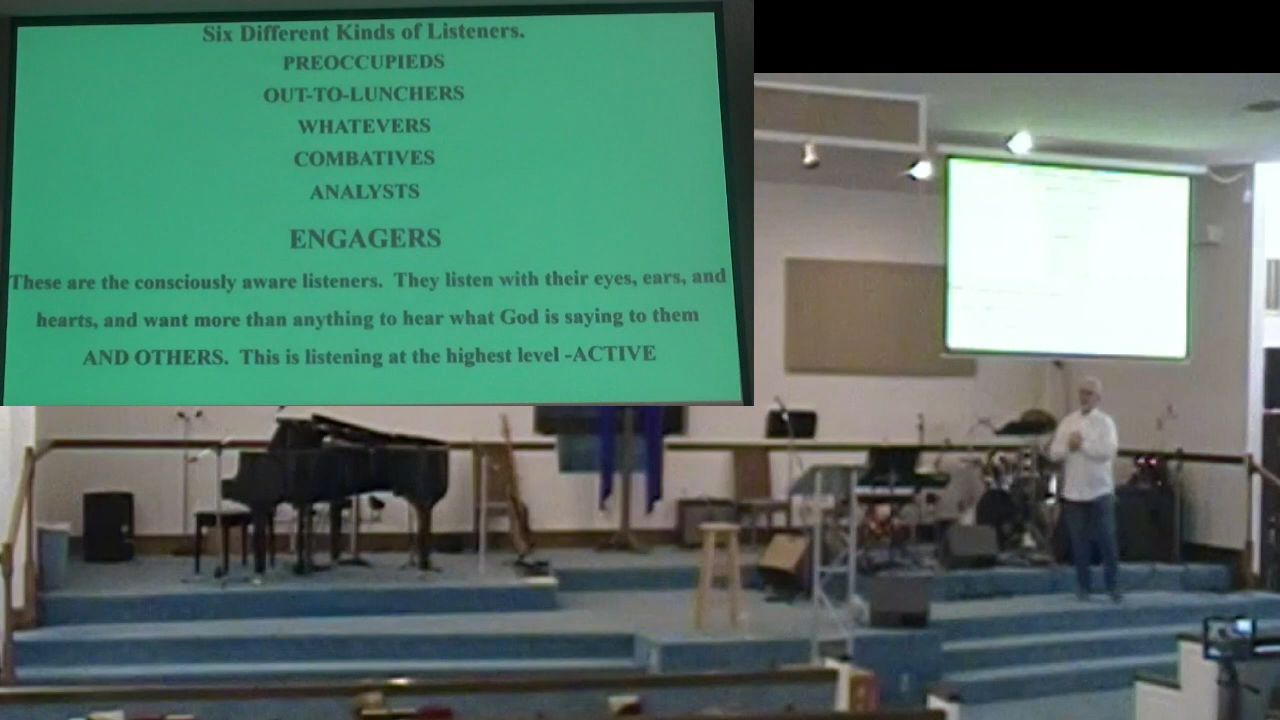 Six Different Kinds of Listeners.
PREOCCUPIEDS
OUT-TO-LUNCHERS
WHATEVERS
COMBATIVES
ANALYSTS
ENGAGERS
These are the consciously aware listeners. They listen with their eyes, ears, and
hearts, and want more than anything to hear what God is saying to them
AND OTHERS. This is listening at the highest level -ACTIVE